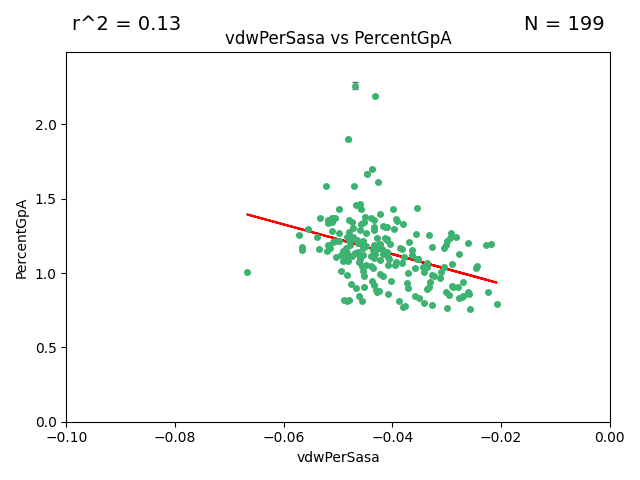 r^2 = 0.13
N = 199
vdwPerSasa vs PercentGpA
PercentGpA
2.0
1.5
1.0
0.5
0.0
−0.10
−0.08
−0.06
−0.04
−0.02
0.00
vdwPerSasa